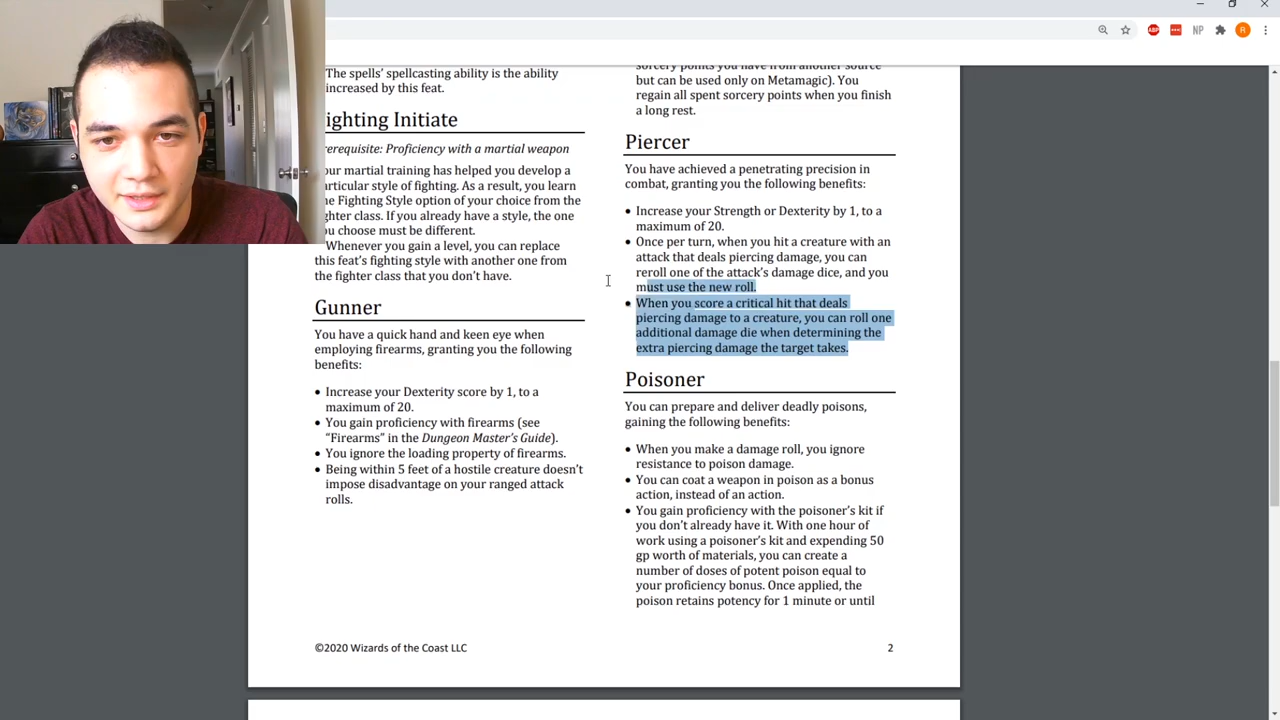 The spells' spellcasting ability is the ability
increased by this feat.
ighting Initiate
rerequisite: Proficiency with a martial weapon
our martial training has helped you develop a
articular style of fighting. As a result, you learn
he Fighting Style option of your choice from the
ghter class. If you already have a style, the one
ou choose must be different.
Whenever you gain a level, you can replace
this feat's fighting style with another one from
the fighter class that you don't have.
Gunner
You have a quick hand and keen eye when
employing firearms, granting you the following
benefits:
• Increase your Dexterity score by 1, to a
maximum of 20.
• You gain proficiency with firearms (see
“Firearms” in the Dungeon Master's Guide).
• You ignore the loading property of firearms.
• Being within 5 feet of a hostile creature doesn't
impose disadvantage on your ranged attack
rolls.
sorcery points you have from another source
but can be used only on Metamagic). You
regain all spent sorcery points when you finish
a long rest.
Piercer
You have achieved a penetrating precision in
combat, granting you the following benefits:
• Increase your Strength or Dexterity by 1, to a
maximum of 20.
• Once per turn, when you hit a creature with an
attack that deals piercing damage, you can
reroll one of the attack's damage dice, and you
must use the new roll.
• When you score a critical hit that deals
piercing damage to a creature, you can roll one
additional damage die when determining the
extra piercing damage the target takes.
Poisoner
You can prepare and deliver deadly poisons,
gaining the following benefits:
• When you make a damage roll, you ignore
resistance to poison damage.
• You can coat a weapon in poison as a bonus
action, instead of an action.
• You gain proficiency with the poisoner's kit if
you don't already have it. With one hour of
work using a poisoner's kit and expending 50
gp worth of materials, you can create a
number of doses of potent poison equal to
your proficiency bonus. Once applied, the
poison retains potency for 1 minute or until
©2020 Wizards of the Coast LLC
2
ABP
NP
R